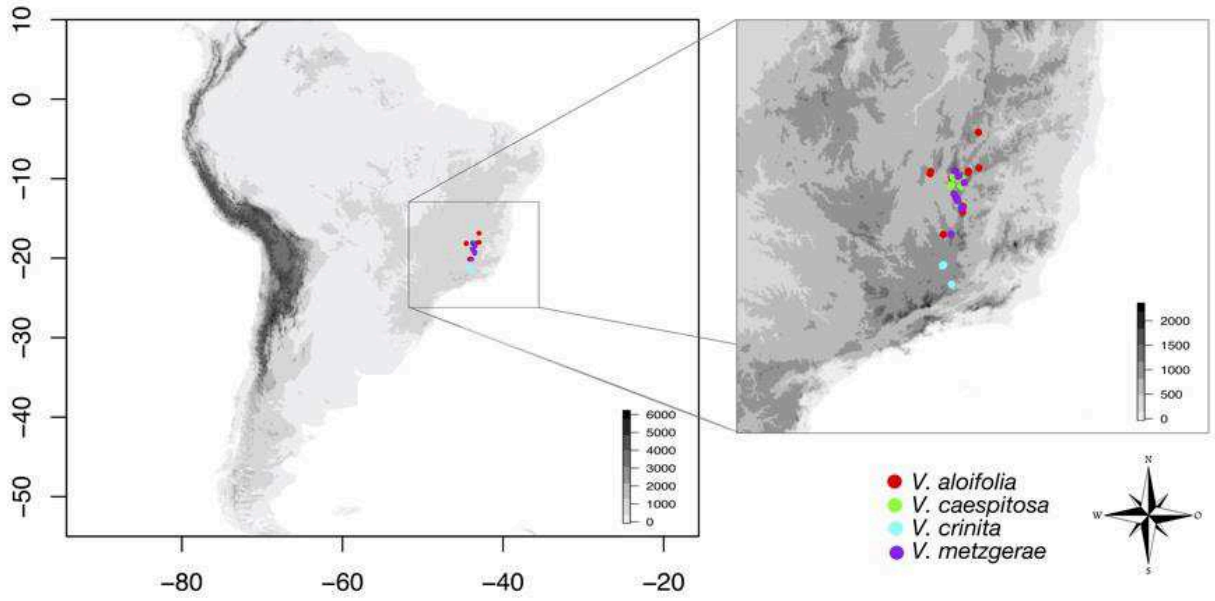 10
0
−10
−20
−30
−40
−50
−80
−60
−40
−20
6000
5000
4000
3000
2000
1000
0
2000
1500
1000
500
0
V. aloifolia
V. caespitosa
V. crinita
V. metzgerae
N
W
O
S